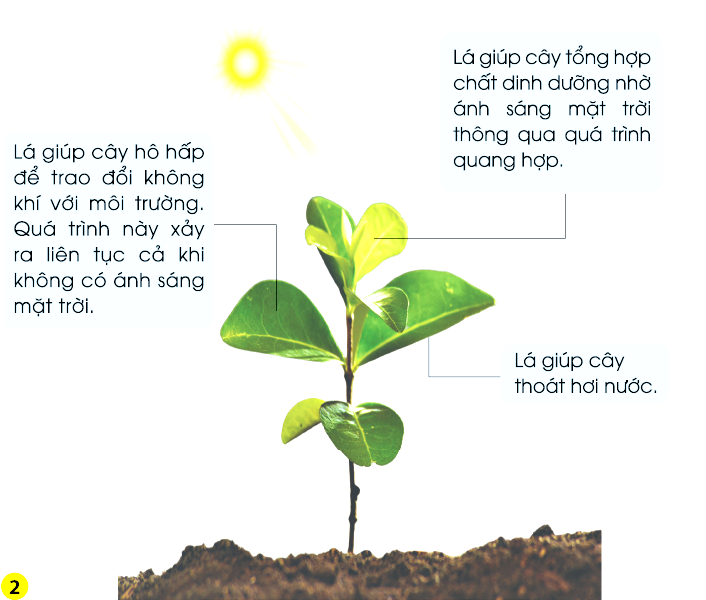 Lá giúp cây tổng hợp
chất dinh dưỡng nhờ
ánh sáng mặt trời
thông qua quá trình
quang hợp.
Lá giúp cây hô hấp
để trao đổi không
khí với môi trường.
Quá trình này xảy
ra liên tục cả khi
không có ánh sáng
mặt trời.
Lá giúp cây
thoát hơi nước.
2